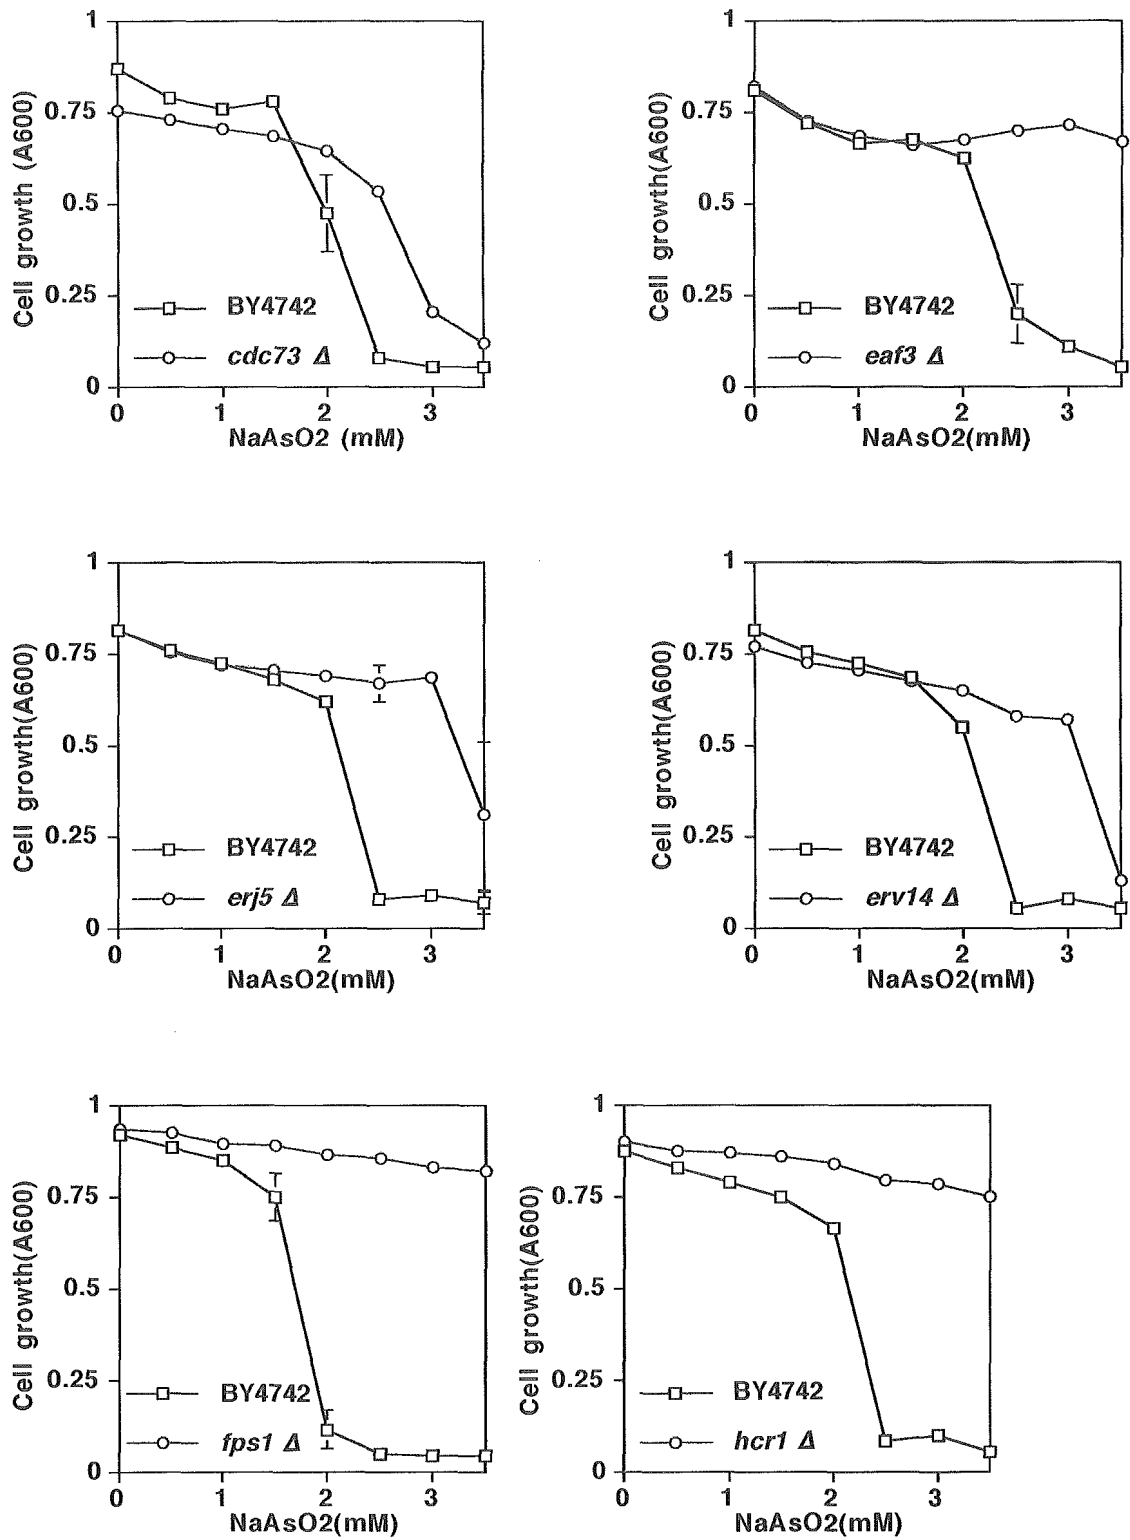 1
0.75
0.5
0.25
0
Cell growth (A600)
BY4742
cdc73 Δ
0 1 2 3
NaAsO2 (mM)
1
0.75
0.5
0.25
0
Cell growth(A600)
BY4742
eaf3 Δ
0 1 2 3
NaAsO2(mM)
1
0.75
0.5
0.25
0
Cell growth(A600)
BY4742
erj5 Δ
0 1 2 3
NaAsO2(mM)
1
0.75
0.5
0.25
0
Cell growth(A600)
BY4742
erv14 Δ
0 1 2 3
NaAsO2(mM)
1
0.75
0.5
0.25
0
Cell growth(A600)
BY4742
fps1 Δ
0 1 2 3
NaAsO2(mM)
1
0.75
0.5
0.25
0
Cell growth(A600)
BY4742
hcr1 Δ
0 1 2 3
NaAsO2(mM)